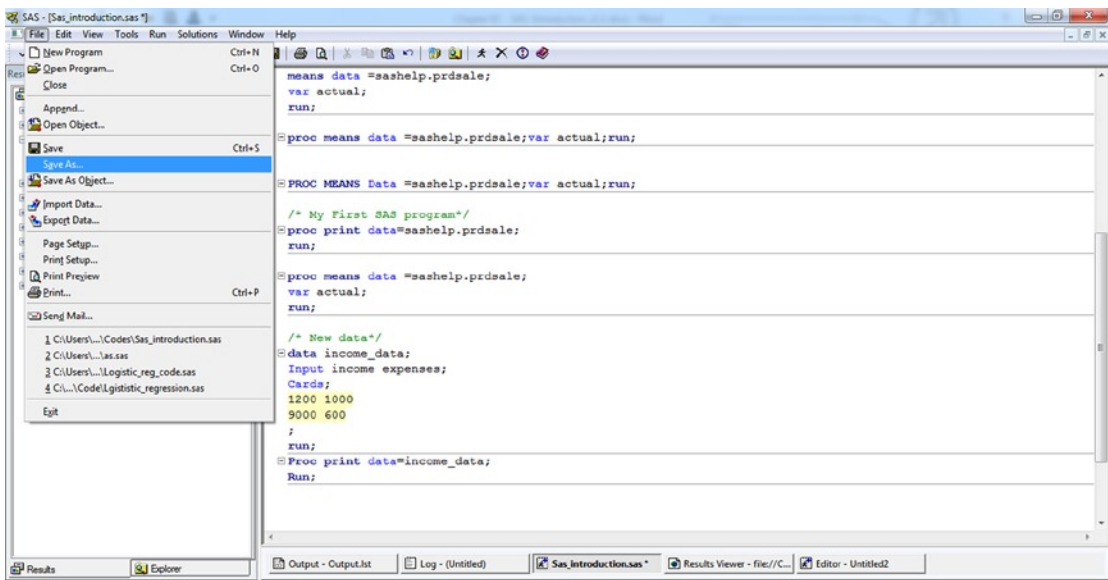 SAS - [Sas_introduction.sas *]
File Edit View Tools Run Solutions Window Help
New Program Ctrl+N
Open Program... Ctrl+O
Close
Append...
Open Object...
Save Ctrl+S
Save As...
Save As Object...
Import Data...
Export Data...
Page Setup...
Print Setup...
Print Preview
Print... Ctrl+P
Send Mail...
1 C:\Users\...\Codes\Sas_introduction.sas
2 C:\Users\...\as.sas
3 C:\Users\...\Logistic_reg_code.sas
4 C:\...\Code\Lgististic_regression.sas
Exit
means data =sashelp.prdsale;
var actual;
run;
proc means data =sashelp.prdsale;var actual;run;
PROC MEANS Data =sashelp.prdsale;var actual;run;
/* My First SAS program*/
proc print data=sashelp.prdsale;
run;
proc means data =sashelp.prdsale;
var actual;
run;
/* New data*/
data income_data;
Input income expenses;
Cards;
1200 1000
9000 600
;
run;
Proc print data=income_data;
Run;
Results Explorer
Output - Output.lst Log - (Untitled) Sas_introduction.sas * Results Viewer - file://C... Editor - Untitled2